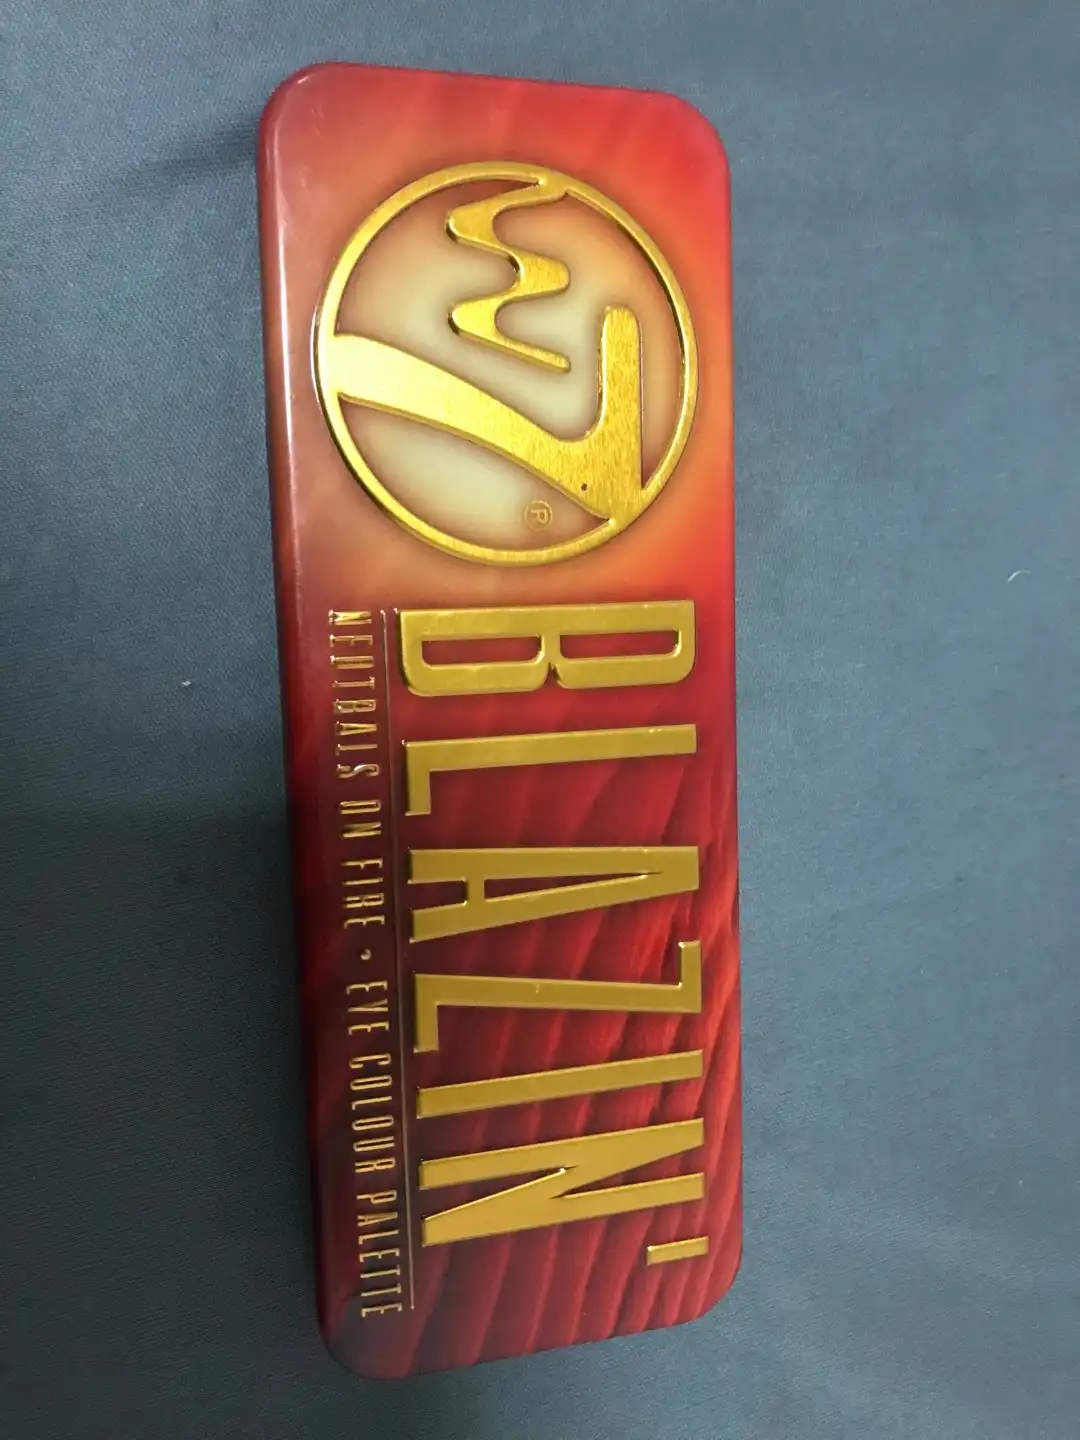 W7
®
BLAZIN'
NEUTRALS ON FIRE • EYE COLOUR PALETTE